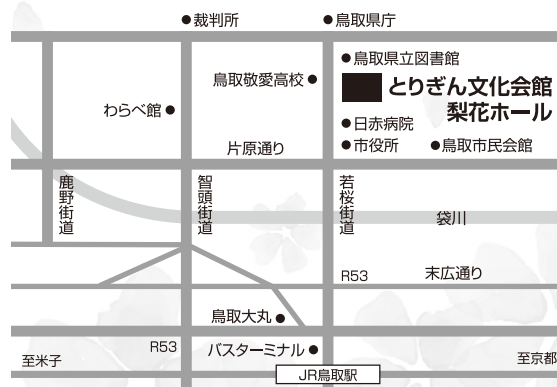 ●裁判所
●鳥取県庁
●鳥取県立図書館
鳥取敬愛高校●
とりぎん文化会館
梨花ホール
わらべ館●
●日赤病院
●市役所
●鳥取市民会館
片原通り
鹿野街道
智頭街道
若桜街道
袋川
R53
末広通り
鳥取大丸●
R53
バスターミナル●
至米子
至京都
JR鳥取駅